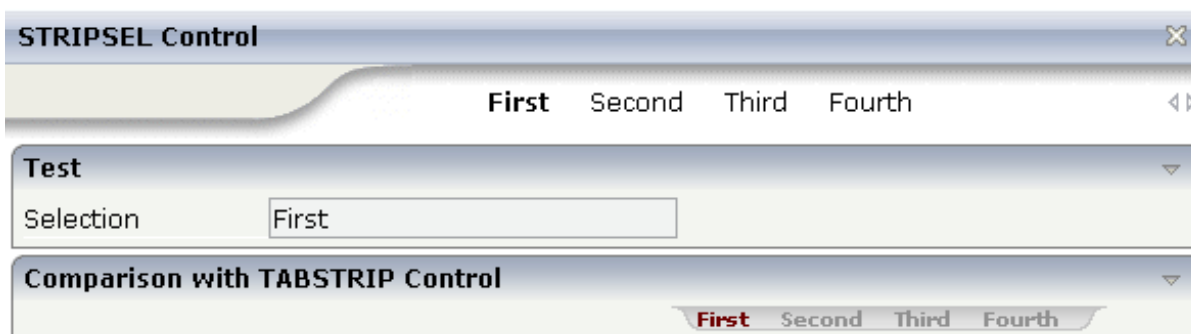 STRIPSEL Control
First Second Third Fourth
Test
Selection First
Comparison with TABSTRIP Control
First Second Third Fourth